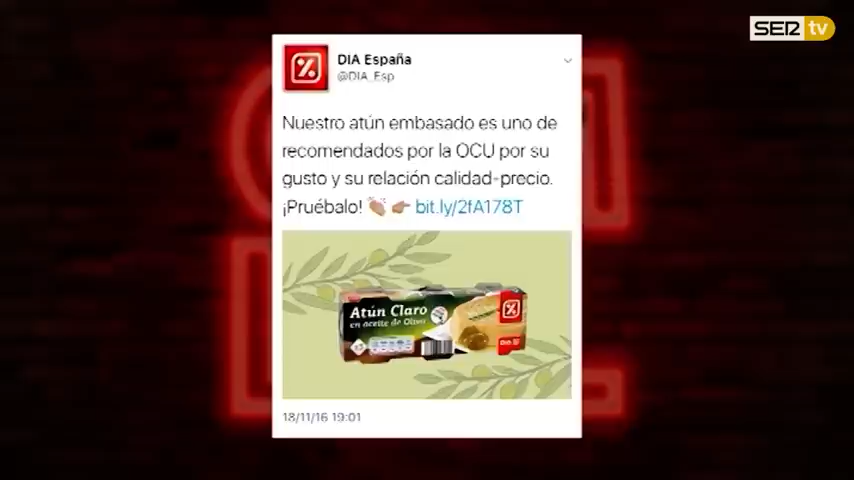 SER tv
DIA España
@DIA_Esp
Nuestro atún embasado es uno de
recomendados por la OCU por su
gusto y su relación calidad-precio.
¡Pruébalo! 👏🏼 👉🏼 bit.ly/2fA178T
Atún Claro
en aceite de Oliva
DIA
18/11/16 19:01